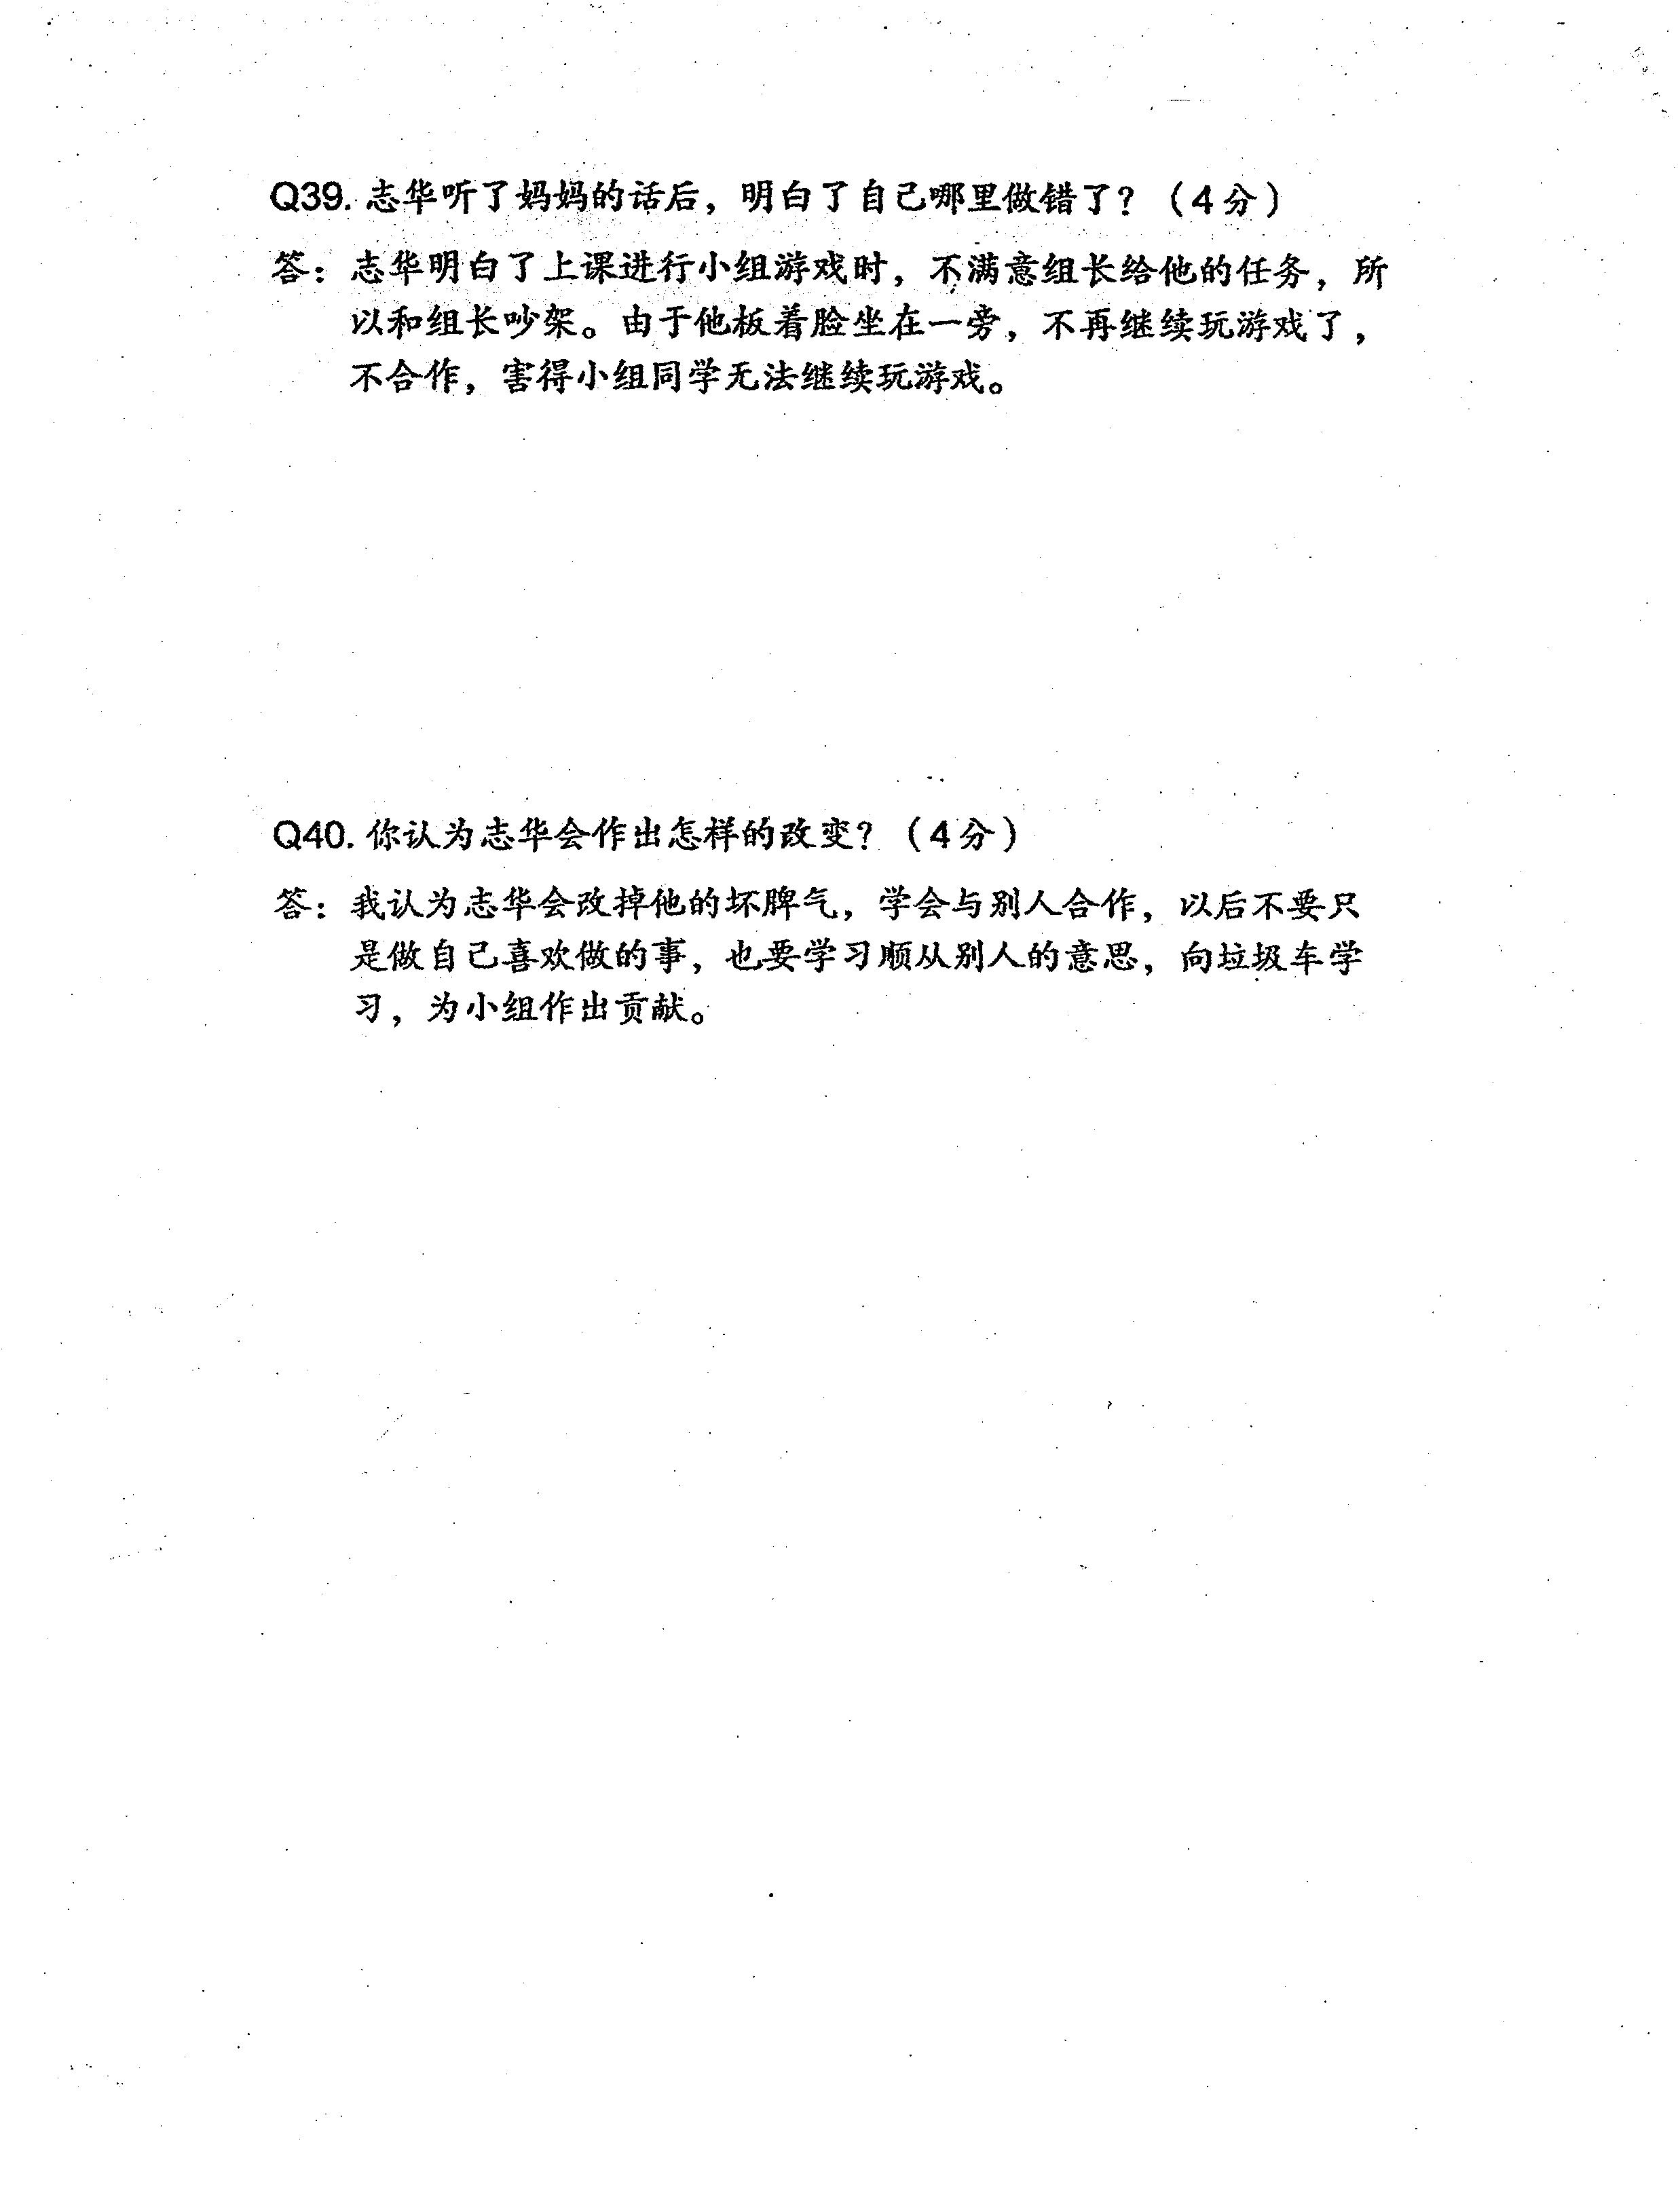 Q39. 志华听了妈妈的话后，明白了自己哪里做错了？（4分）
答：志华明白了上课进行小组游戏时，不满意组长给他的任务，所
以和组长吵架。由于他板着脸坐在一旁，不再继续玩游戏了，
不合作，害得小组同学无法继续玩游戏。
Q40. 你认为志华会作出怎样的改变？（4分）
答：我认为志华会改掉他的坏脾气，学会与别人合作，以后不要只
是做自己喜欢做的事，也要学习顺从别人的意思，向垃圾车学
习，为小组作出贡献。